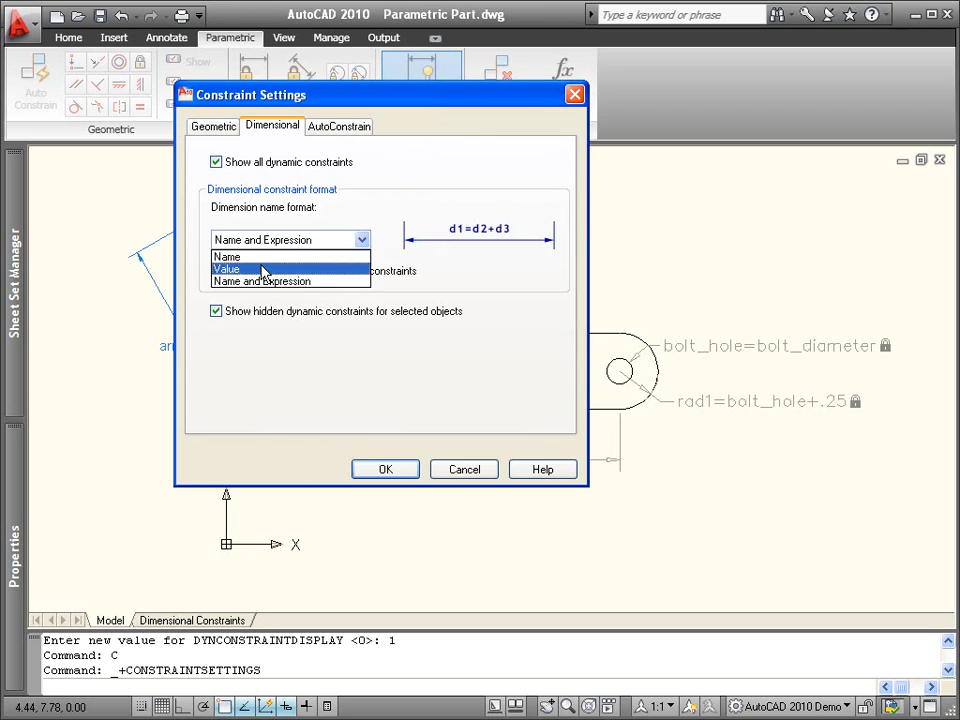 AutoCAD 2010 Parametric Part.dwg
Type a keyword or phrase
Home Insert Annotate Parametric View Manage Output
Show
Auto
Constrain
fx
Geometric
Constraint Settings
Geometric Dimensional AutoConstrain
Show all dynamic constraints
Dimensional constraint format
Dimension name format:
Name and Expression
d1=d2+d3
Name
Value
constraints
Name and Expression
Show hidden dynamic constraints for selected objects
OK Cancel Help
Sheet Set Manager
Properties
ar
bolt_hole=bolt_diameter
rad1=bolt_hole+.25
X
Model Dimensional Constraints
Enter new value for DYNCONSTRAINTDISPLAY <0>: 1
Command: C
Command: _+CONSTRAINTSETTINGS
4.44, 7.78, 0.00
1:1
AutoCAD 2010 Demo